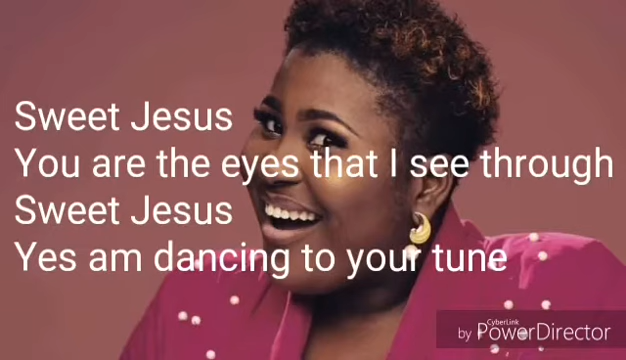 Sweet Jesus
You are the eyes that I see through
Sweet Jesus
Yes am dancing to your tune
CyberLink
by PowerDirector